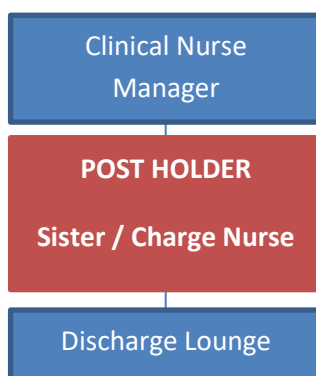 Clinical Nurse
Manager
POST HOLDER
Sister / Charge Nurse
Discharge Lounge